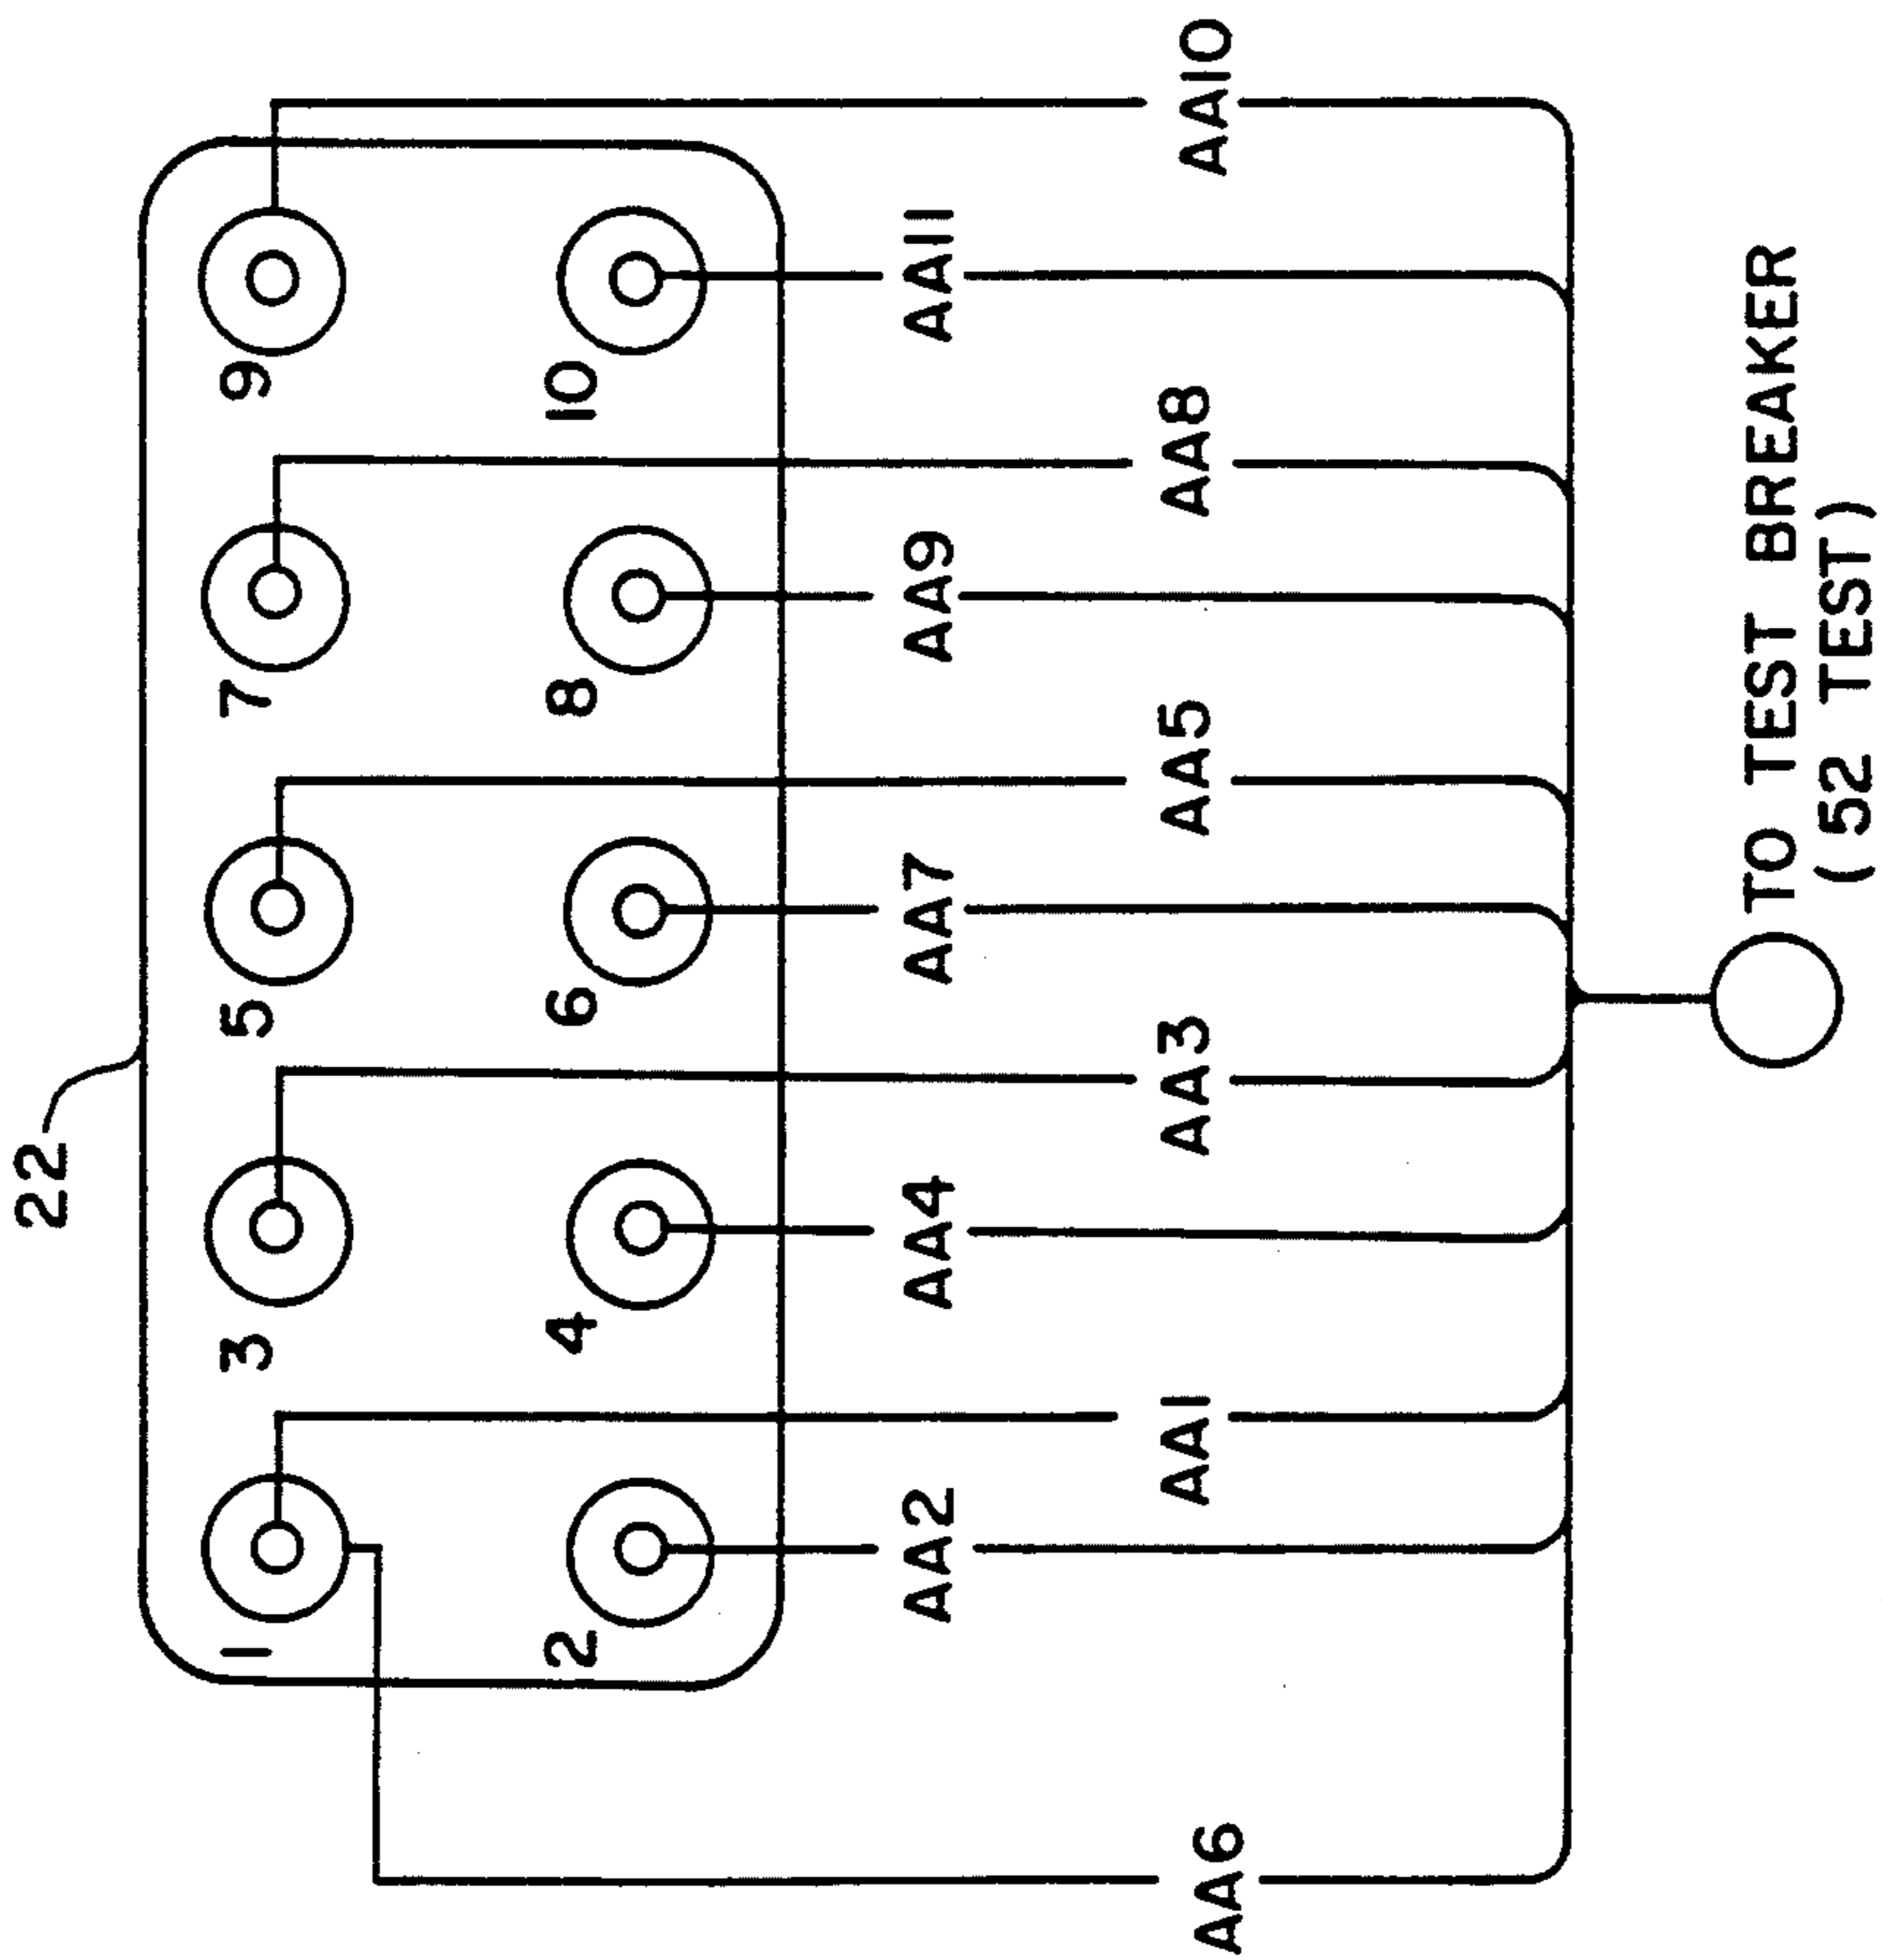 22
1
3
5
7
9
2
4
6
8
10
AA2
AA4
AA7
AA9
AA11
AA6
AA1
AA3
AA5
AA8
AA10
TO TEST BREAKER
(52 TEST)